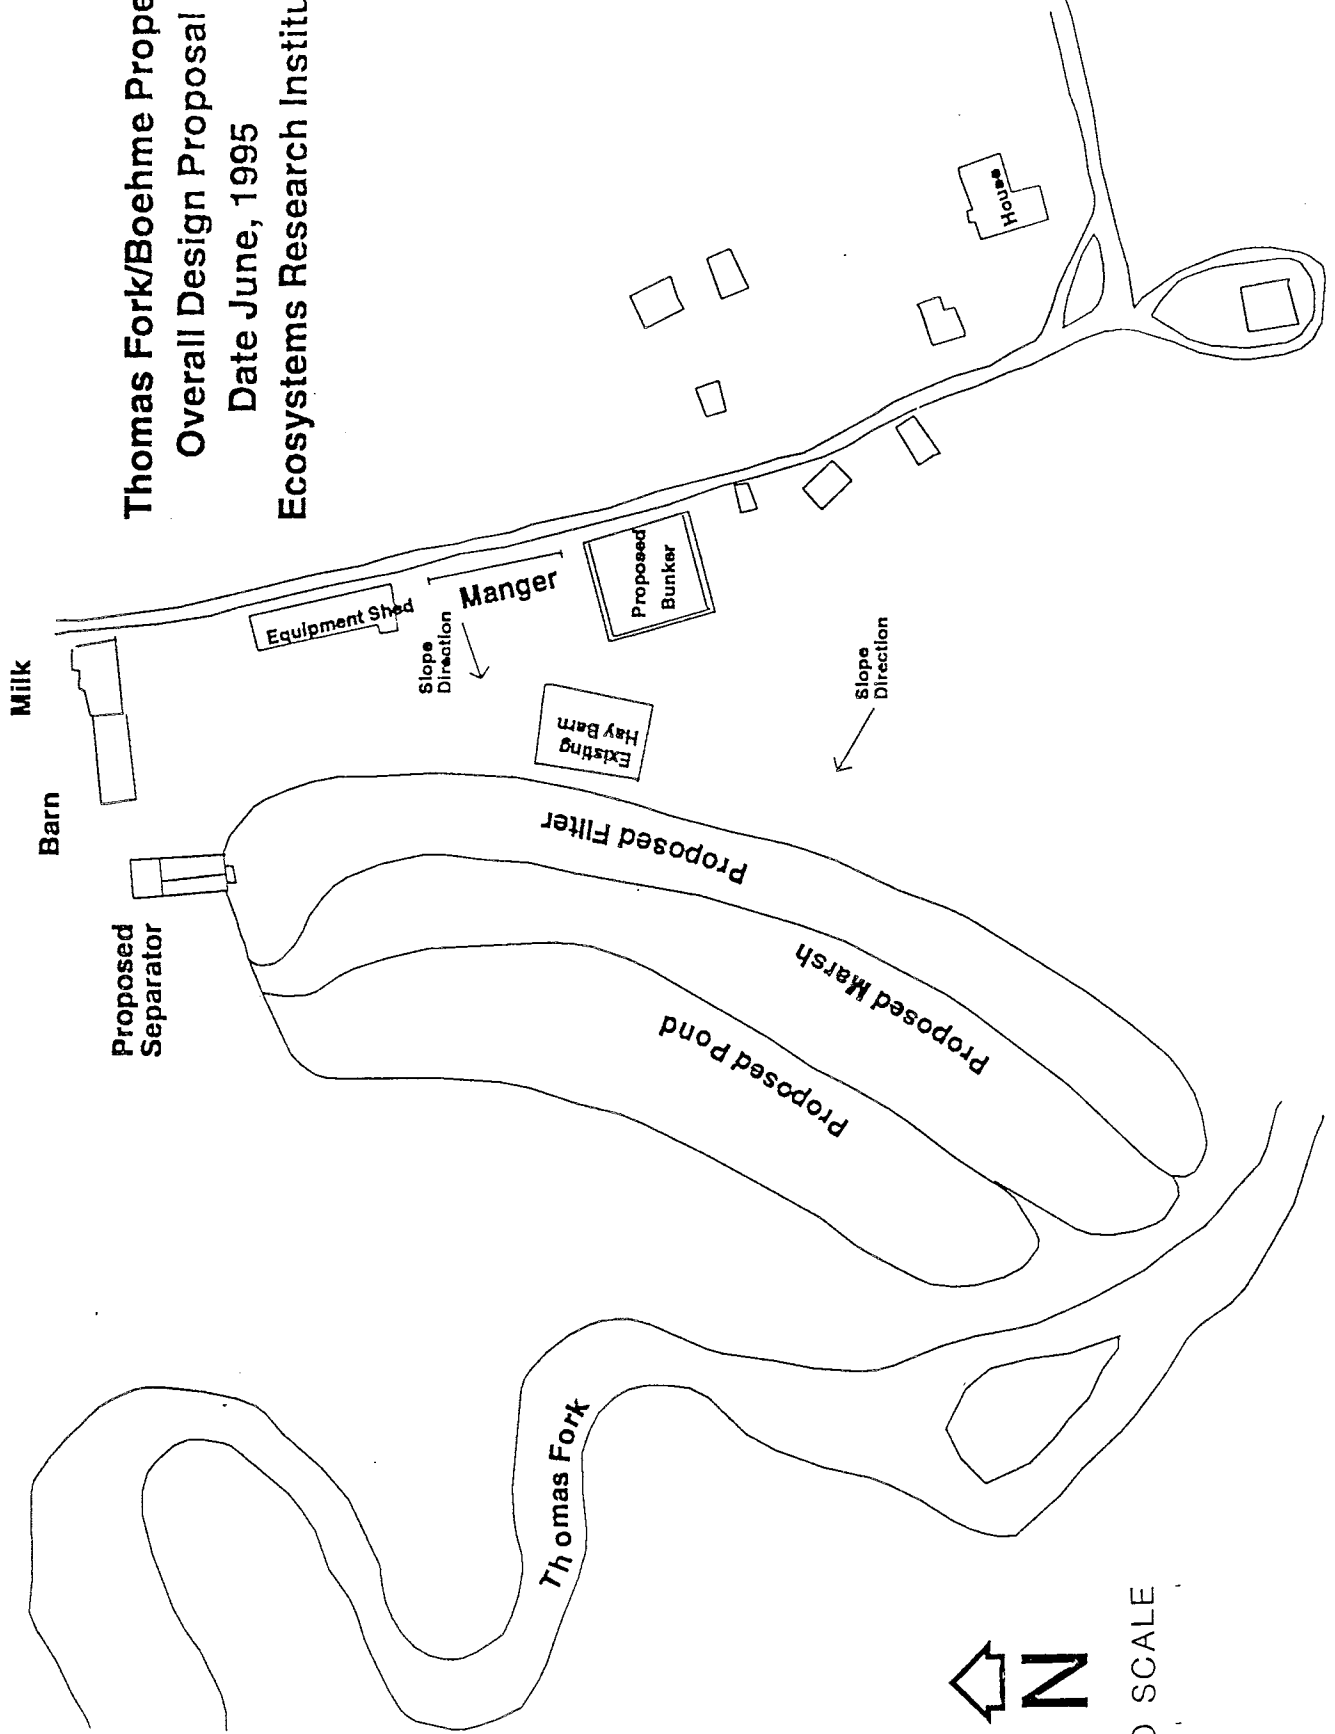 Thomas Fork/Boehme Prope
Overall Design Proposal
Date June, 1995
Ecosystems Research Institu
Milk
Barn
Proposed
Separator
Equipment Shed
Manger
Slope
Direction
Proposed
Bunker
Existing
Hay Barn
Slope
Direction
House
Proposed Filter
Proposed Marsh
Proposed Pond
Thomas Fork
N
SCALE